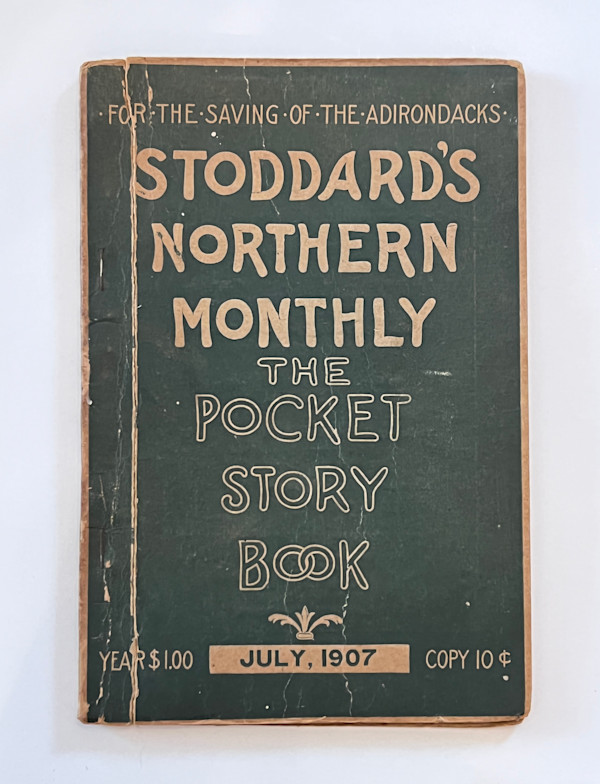 ·FOR·THE·SAVING·OF·THE·ADIRONDACKS·
STODDARD'S
NORTHERN
MONTHLY
THE
POCKET
STORY
BOOK
YEAR $1.00 JULY, 1907 COPY 10 ¢